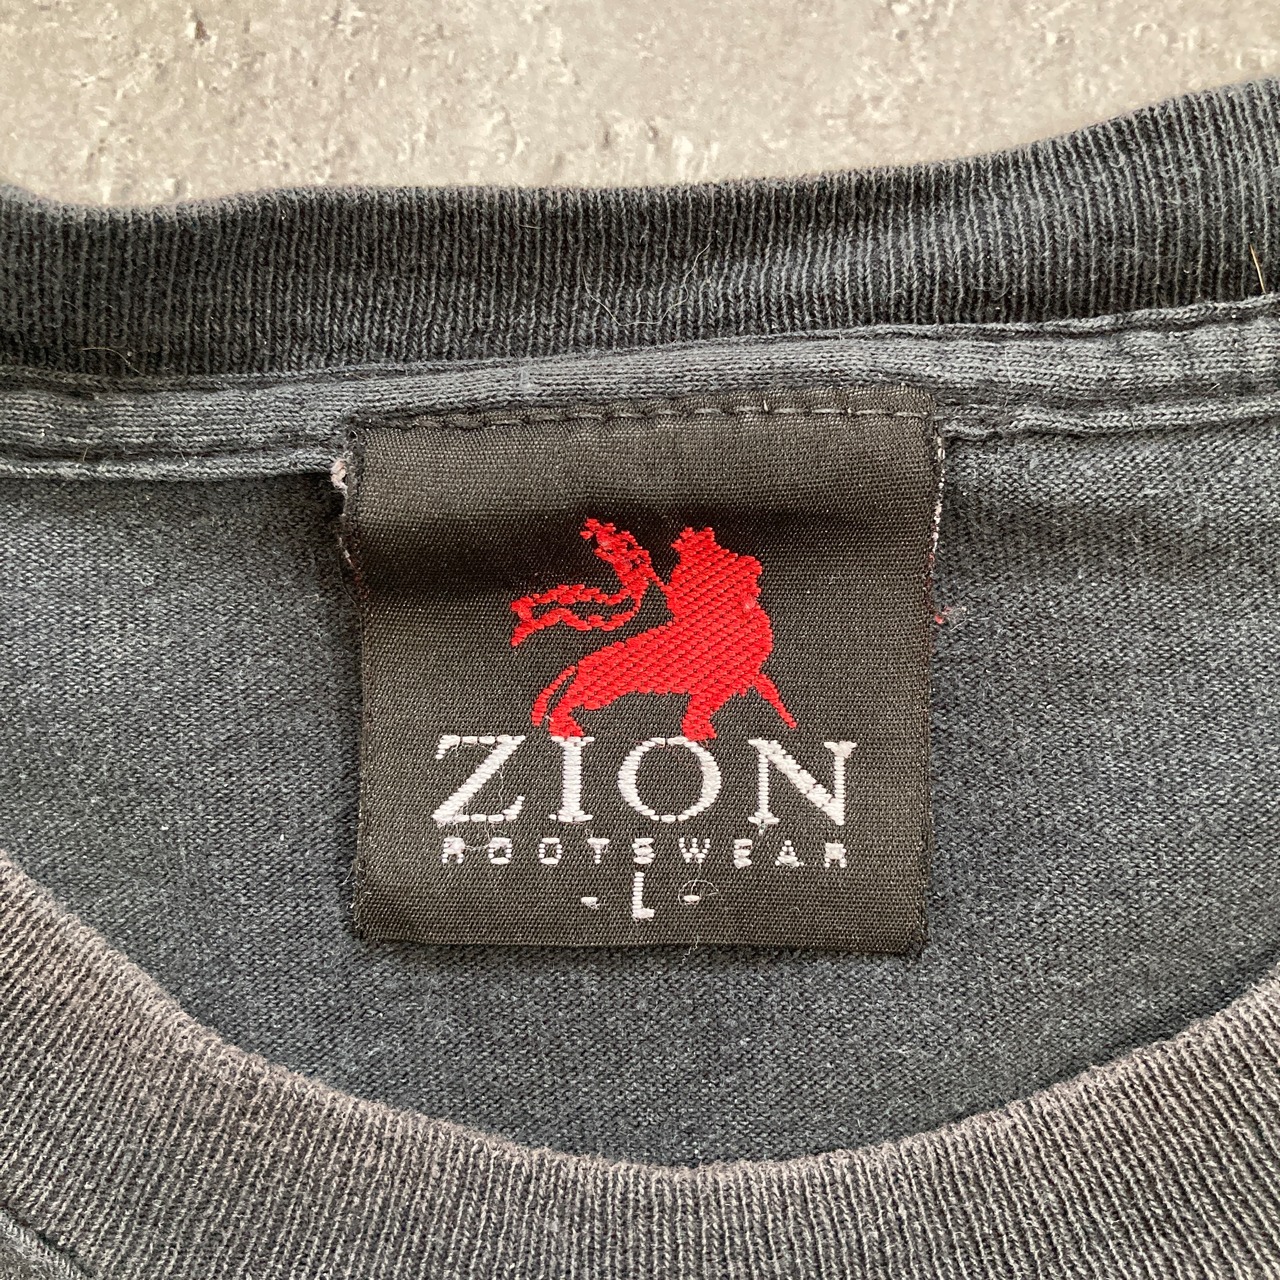 ZION
ROOTSWEAR
- L -